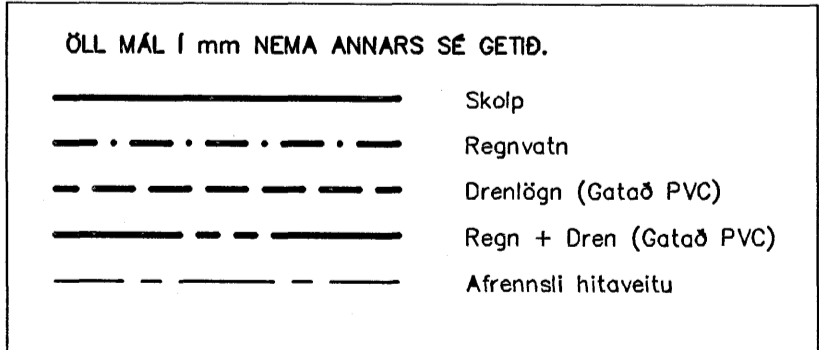 ÖLL MÁL Í mm NEMA ANNARS SÉ GETIÐ.
Skolp
Regnvatn
Drenlögn (Gatað PVC)
Regn + Dren (Gatað PVC)
Afrennsli hitaveitu